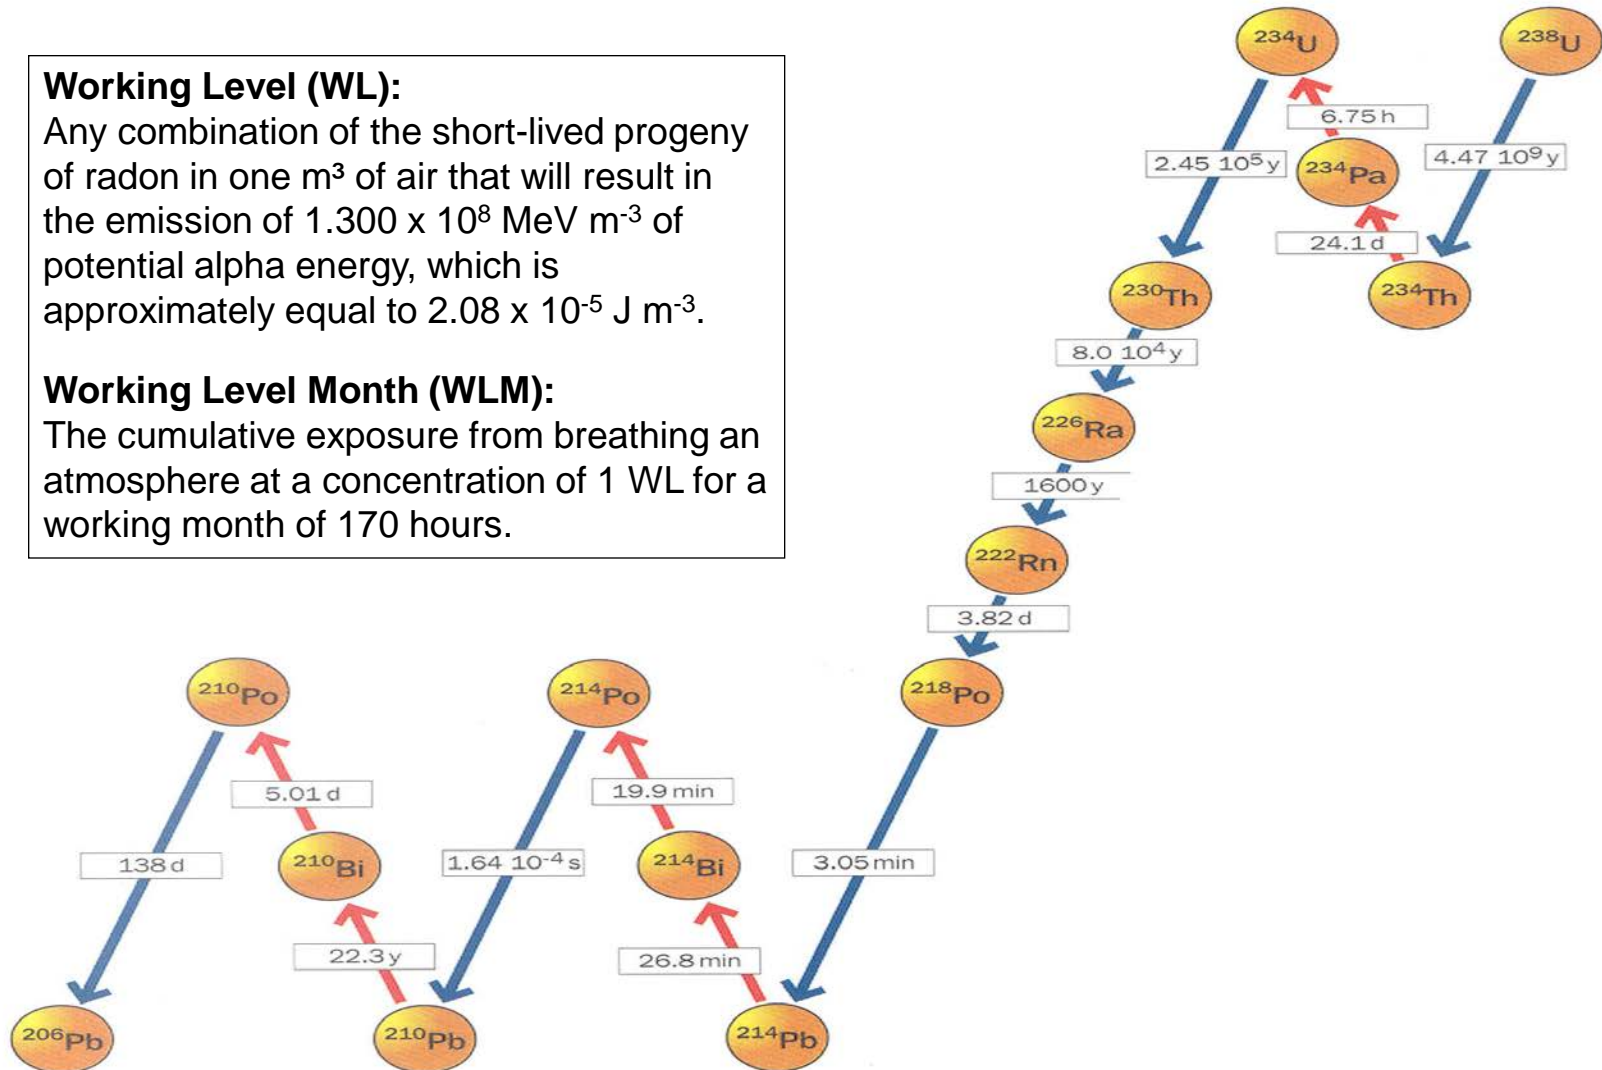 Working Level (WL):
Any combination of the short-lived progeny
of radon in one m³ of air that will result in
the emission of 1.300 x 10⁸ MeV m⁻³ of
potential alpha energy, which is
approximately equal to 2.08 x 10⁻⁵ J m⁻³.
Working Level Month (WLM):
The cumulative exposure from breathing an
atmosphere at a concentration of 1 WL for a
working month of 170 hours.
²³⁴U
²³⁸U
6.75 h
2.45 10⁵ y
²³⁴Pa
4.47 10⁹ y
24.1 d
²³⁰Th
²³⁴Th
8.0 10⁴ y
²²⁶Ra
1600 y
²²²Rn
3.82 d
²¹⁰Po
²¹⁴Po
²¹⁸Po
5.01 d
19.9 min
138 d
²¹⁰Bi
1.64 10⁻⁴ s
²¹⁴Bi
3.05 min
22.3 y
26.8 min
²⁰⁶Pb
²¹⁰Pb
²¹⁴Pb